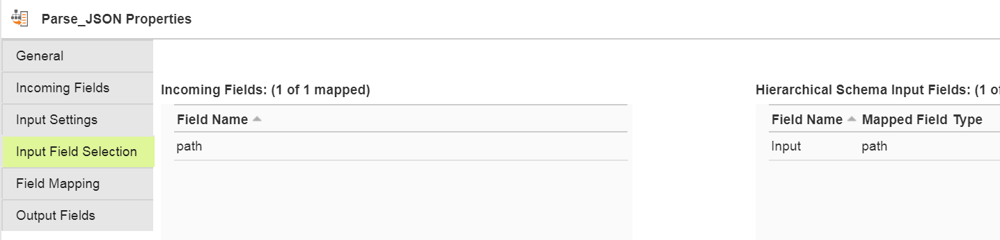 Parse_JSON Properties
General
Incoming Fields
Input Settings
Input Field Selection
Field Mapping
Output Fields
Incoming Fields: (1 of 1 mapped)
Field Name
path
Hierarchical Schema Input Fields: (1 of
Field Name Mapped Field Type
Input path